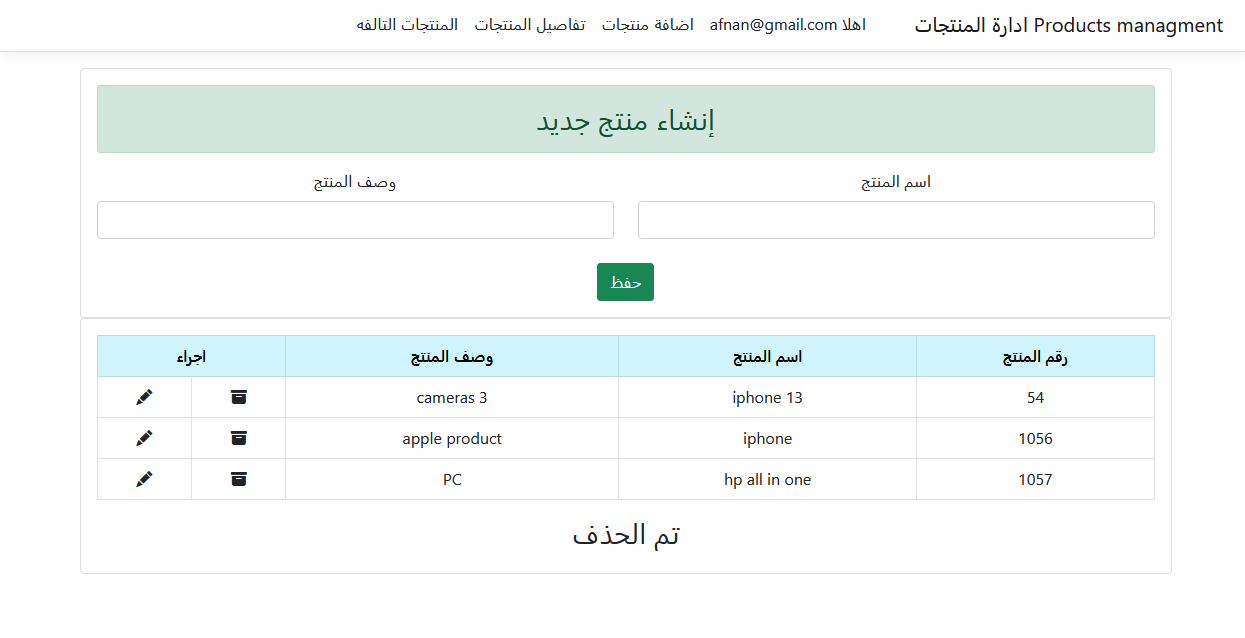 Products managment ادارة المنتجات اهلا afnan@gmail.com اضافة منتجات تفاصيل المنتجات المنتجات التالفه
إنشاء منتج جديد
اسم المنتج وصف المنتج
حفظ
رقم المنتج اسم المنتج وصف المنتج اجراء
54 iphone 13 cameras 3
1056 iphone apple product
1057 hp all in one PC
تم الحذف